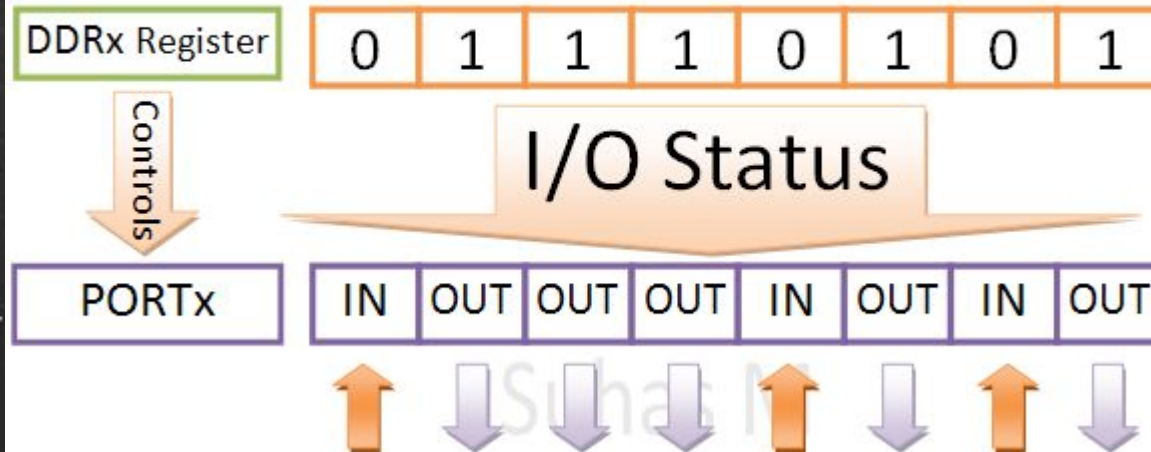 DDRx Register 0 1 1 1 0 1 0 1
Controls
I/O Status
PORTx IN OUT OUT OUT IN OUT IN OUT
Suhas M